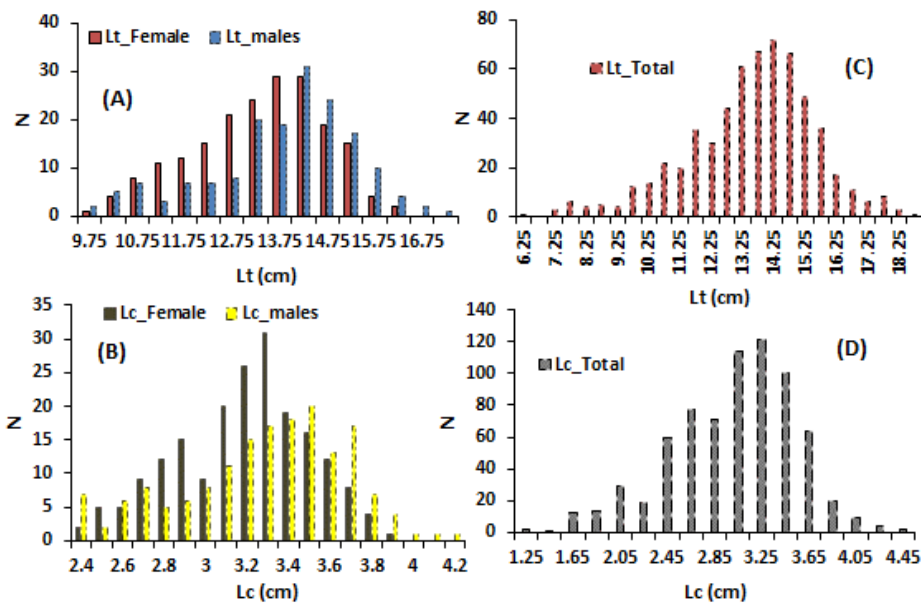 40
30
20
10
0
N
Lt_Female Lt_males
(A)
9.75 10.75 11.75 12.75 13.75 14.75 15.75 16.75
Lt (cm)
80
60
40
20
0
N
Lt_Total
(C)
6.25 7.25 8.25 9.25 10.25 11.25 12.25 13.25 14.25 15.25 16.25 17.25 18.25
Lt (cm)
35
30
25
20
15
10
5
0
N
Lc_Female Lc_males
(B)
2.4 2.6 2.8 3 3.2 3.4 3.6 3.8 4 4.2
Lc (cm)
140
120
100
80
60
40
20
0
N
Lc_Total
(D)
1.25 1.65 2.05 2.45 2.85 3.25 3.65 4.05 4.45
Lc (cm)